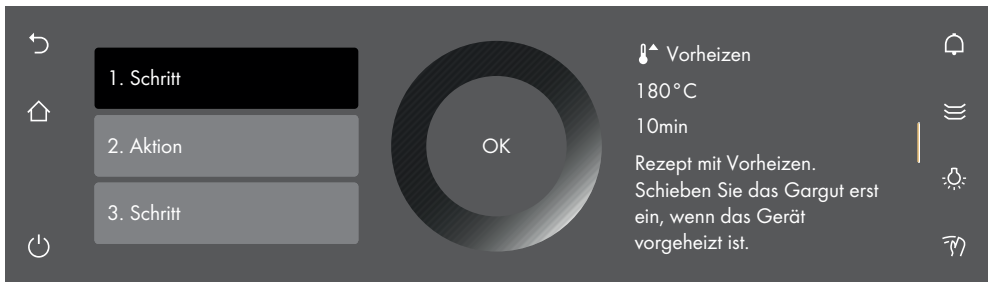 1. Schritt
2. Aktion
3. Schritt
OK
Vorheizen
180°C
10min
Rezept mit Vorheizen.
Schieben Sie das Gargut erst
ein, wenn das Gerät
vorgeheizt ist.